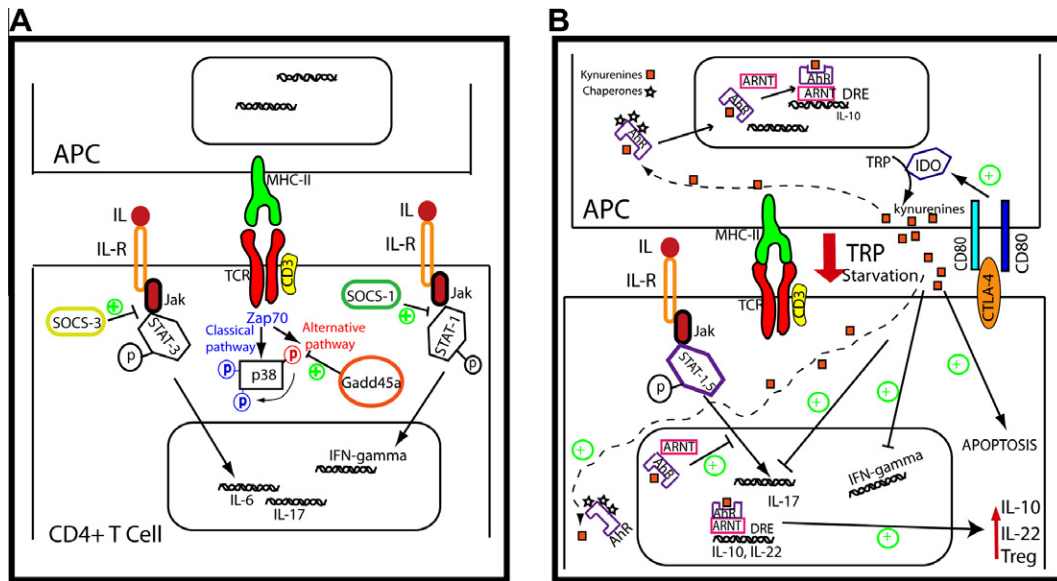 A
APC
MHC-II
IL
IL-R
TCR
CD3
IL
IL-R
Jak
SOCS-3
STAT-3
P
Zap70
Classical pathway
Alternative pathway
p38
P
P
P
Gadd45a
SOCS-1
Jak
STAT-1
P
IFN-gamma
IL-6
IL-17
CD4+ T Cell
B
Kynurenines
Chaperones
ARNT
AhR
AhR
ARNT
DRE
IL-10
AhR
TRP
IDO
kynurenines
APC
MHC-II
IL
IL-R
TCR
CD3
TRP
Starvation
CD80
CD80
CTLA-4
Jak
STAT-1,5
P
ARNT
AhR
IL-17
IFN-gamma
APOPTOSIS
AhR
AhR
ARNT
DRE
IL-10, IL-22
IL-10
IL-22
Treg